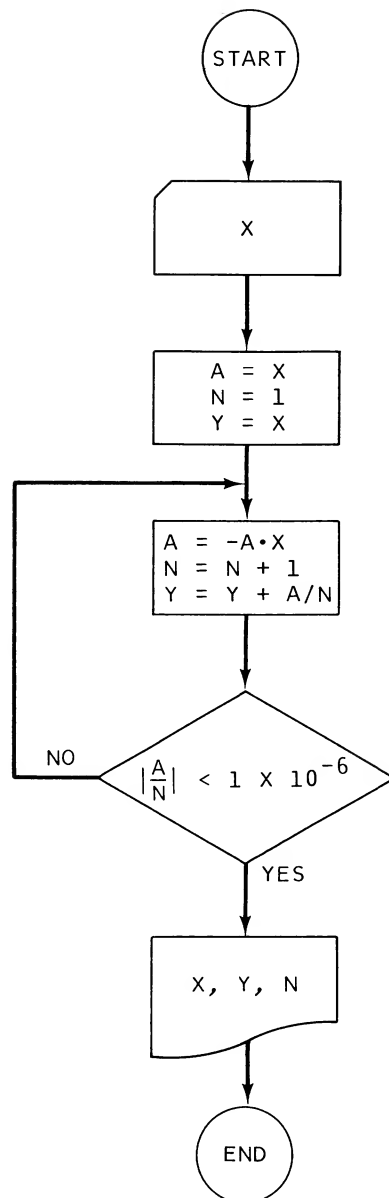 START
X
A = X
N = 1
Y = X
A = -A·X
N = N + 1
Y = Y + A/N
NO
|A/N| < 1 X 10^-6
YES
X, Y, N
END